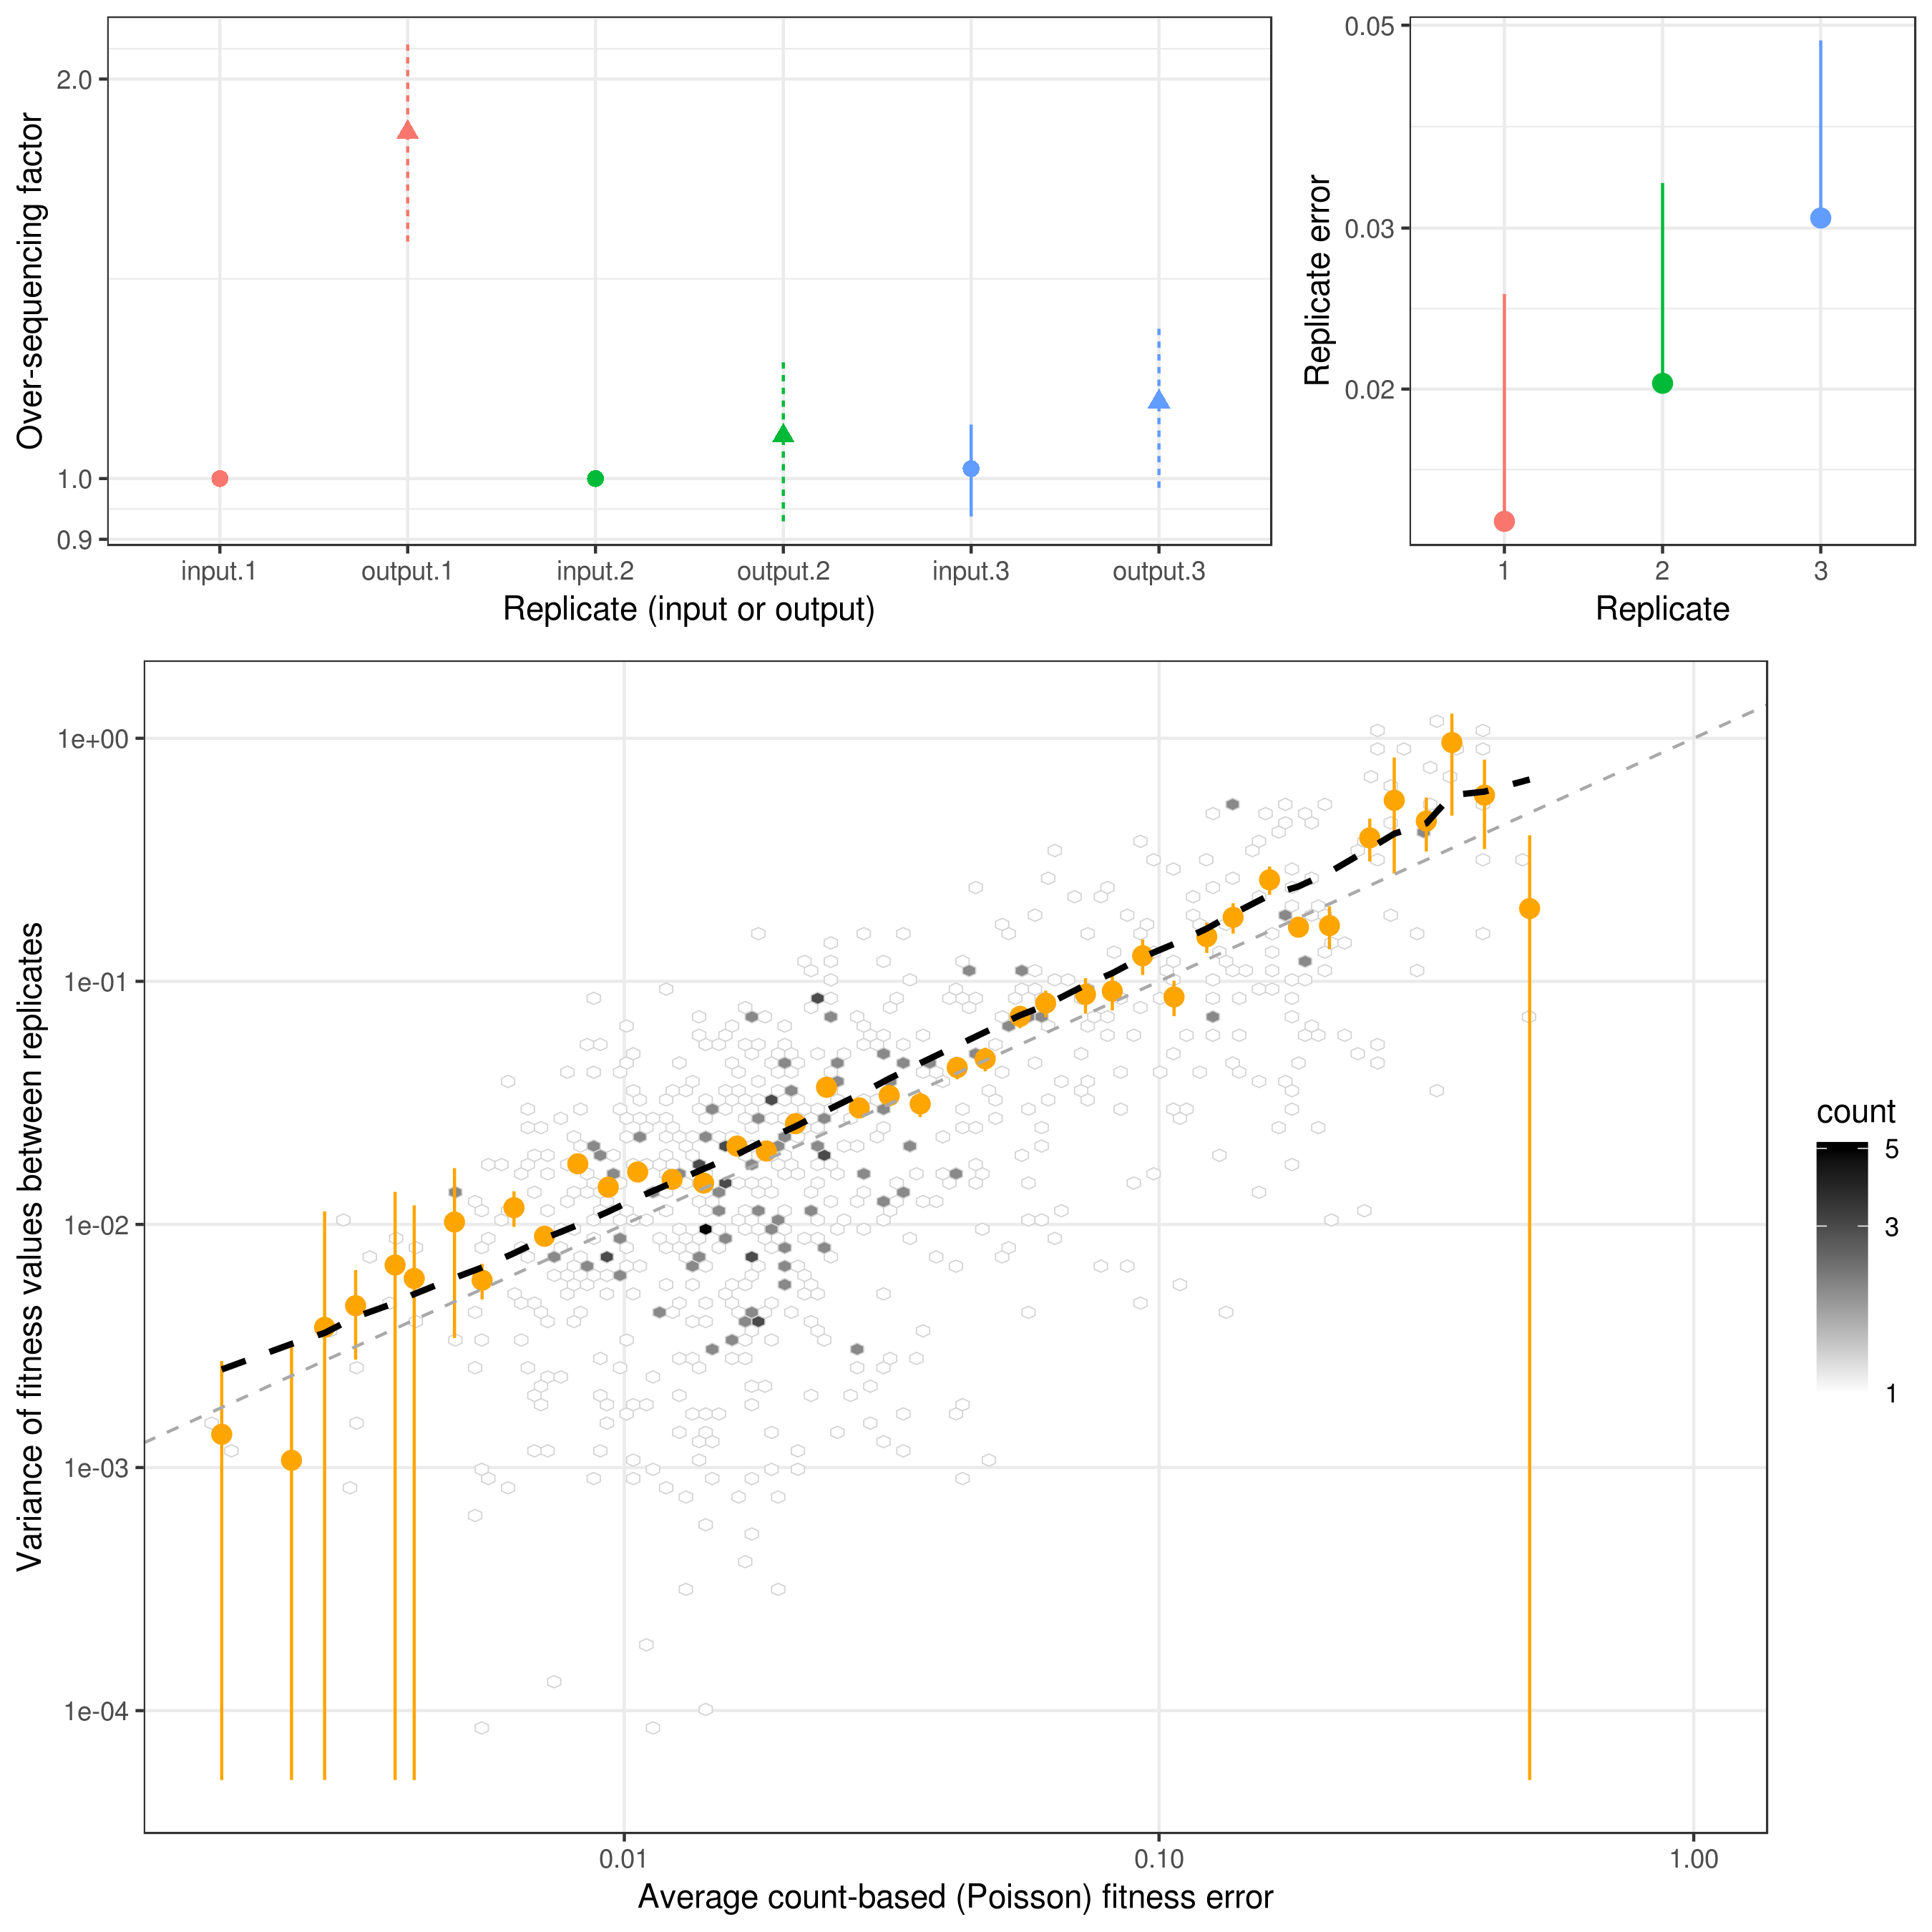 Over-sequencing factor
2.0
1.0
0.9
input.1 output.1 input.2 output.2 input.3 output.3
Replicate (input or output)
Replicate error
0.05
0.03
0.02
1 2 3
Replicate
Variance of fitness values between replicates
1e+00
1e-01
1e-02
1e-03
1e-04
0.01 0.10 1.00
Average count-based (Poisson) fitness error
count
5
3
1